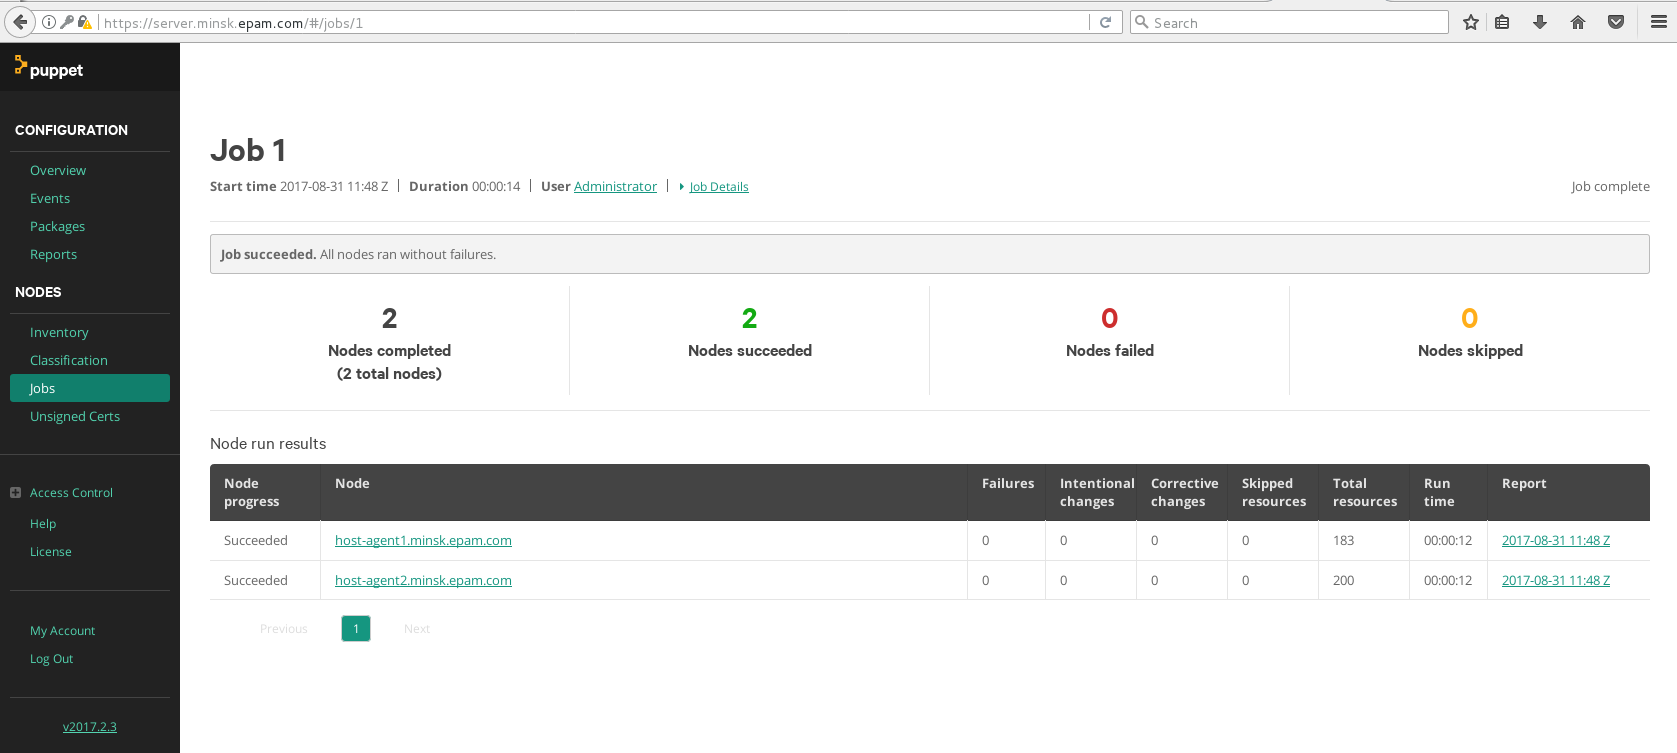 https://server.minsk.epam.com/#/jobs/1
Search
puppet
CONFIGURATION
Overview
Events
Packages
Reports
NODES
Inventory
Classification
Jobs
Unsigned Certs
Access Control
Help
License
My Account
Log Out
v2017.2.3
Job 1
Start time 2017-08-31 11:48 Z | Duration 00:00:14 | User Administrator | Job Details
Job complete
Job succeeded. All nodes ran without failures.
2
Nodes completed
(2 total nodes)
2
Nodes succeeded
0
Nodes failed
0
Nodes skipped
Node run results
Node progress Node Failures Intentional changes Corrective changes Skipped resources Total resources Run time Report
Succeeded host-agent1.minsk.epam.com 0 0 0 0 183 00:00:12 2017-08-31 11:48 Z
Succeeded host-agent2.minsk.epam.com 0 0 0 0 200 00:00:12 2017-08-31 11:48 Z
Previous 1 Next